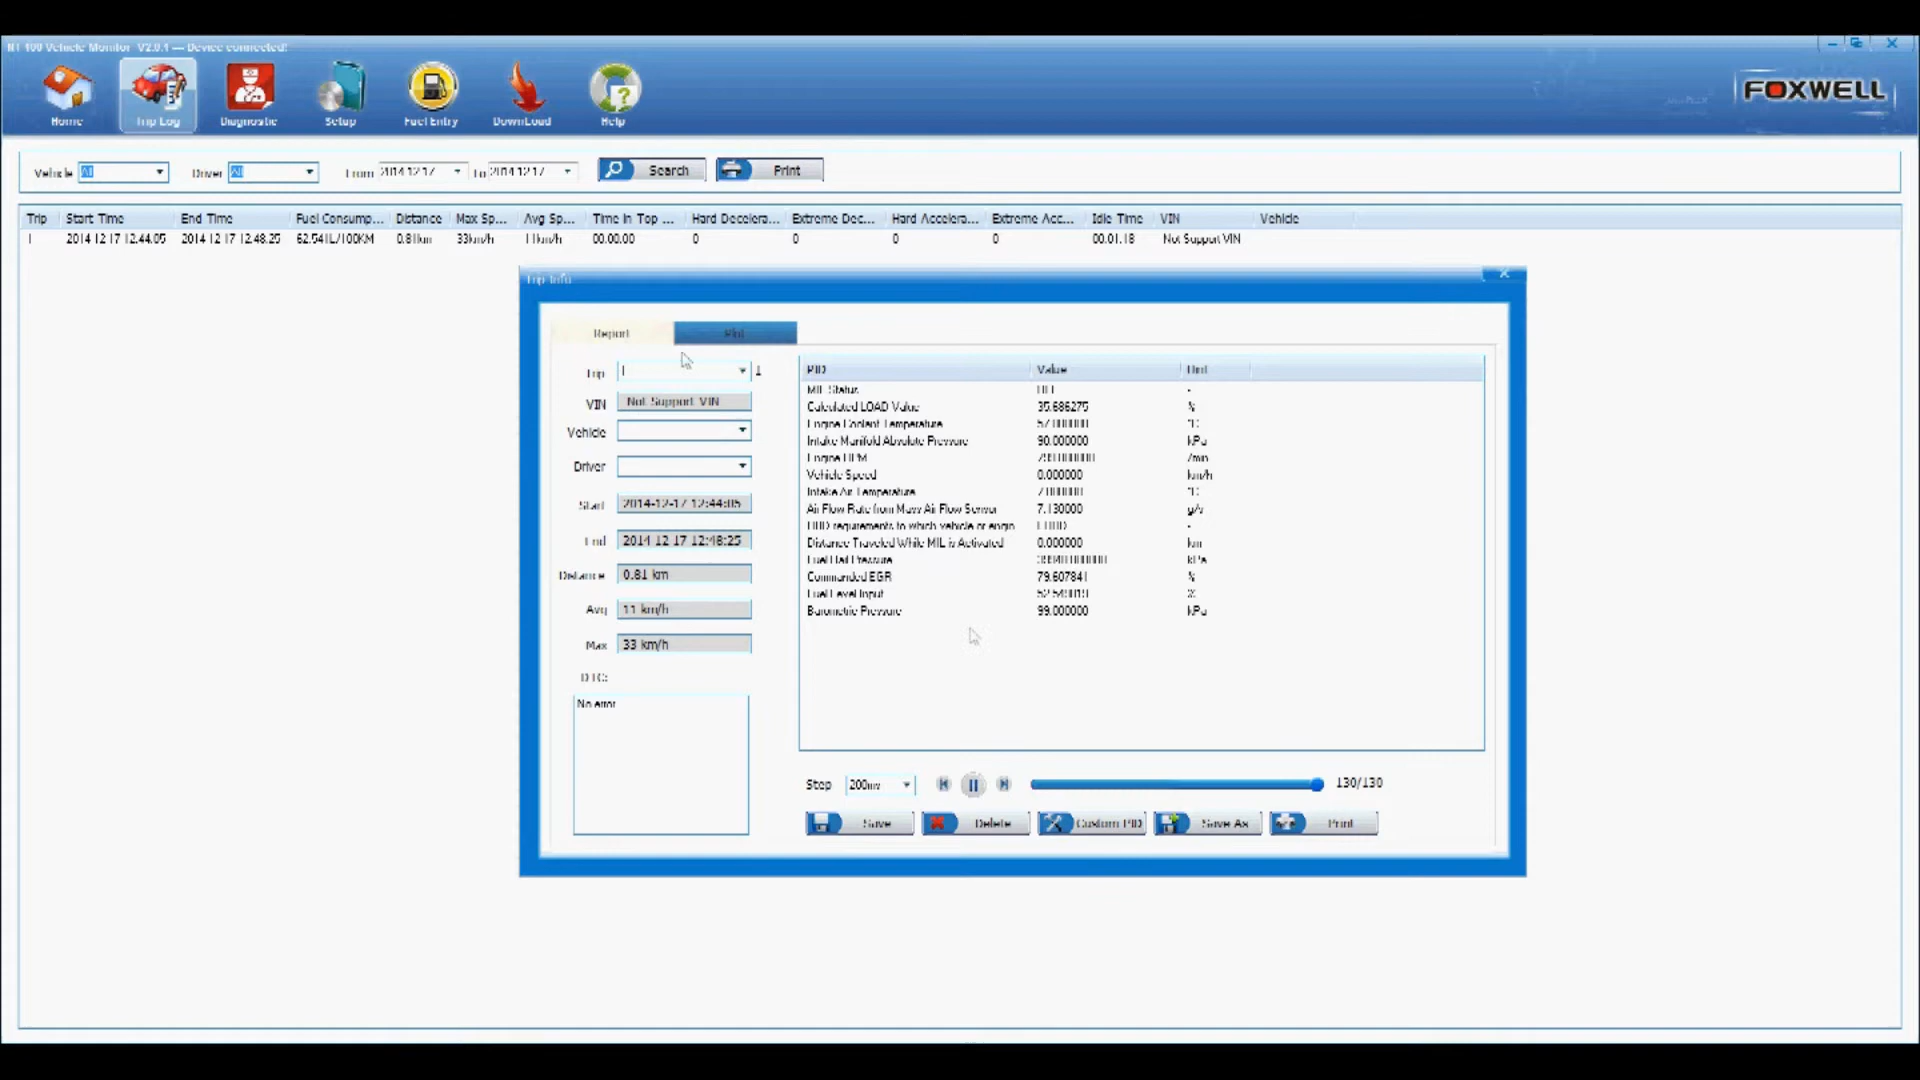 NT 100 Vehicle Monitor V2.0.1 — Device connected!
Home Trip Log Diagnostic Setup Fuel Entry DownLoad Help
FOXWELL
Vehicle All Driver All From 2014 12 17 To 2014 12 17 Search Print
Trip Start Time End Time Fuel Consump... Distance Max Sp... Avg Sp... Time In Top ... Hard Decelera... Extreme Dec... Hard Accelera... Extreme Acc... Idle Time VIN Vehicle
1 2014 12 17 12.44.05 2014 12 17 12.48.25 62.541L/100KM 0.81km 33km/h 11km/h 00.00.00 0 0 0 0 00.01.18 Not Support VIN
Trip Info
Report Plot
Trip 1 1
VIN Not Support VIN
Vehicle
Driver
Start 2014-12-17 12:44:05
End 2014 12 17 12:48:25
Distance 0.81 km
Avg 11 km/h
Max 33 km/h
DTC:
No error
PID Value Unit
MIL Status OFF -
Calculated LOAD Value 35.686275 %
Engine Coolant Temperature 57.000000 °C
Intake Manifold Absolute Pressure 90.000000 kPa
Engine RPM /min
Vehicle Speed 0.000000 km/h
Intake Air Temperature 7.000000 °C
Air Flow Rate from Mass Air Flow Sensor 7.130000 g/s
OBD requirements to which vehicle or engin EOBD -
Distance Traveled While MIL is Activated 0.000000 km
Fuel Rail Pressure kPa
Commanded EGR 79.607841 %
Fuel Level Input 52.549019 %
Barometric Pressure 99.000000 kPa
Step 200ms 130/130
Save Delete Custom PID Save As Print